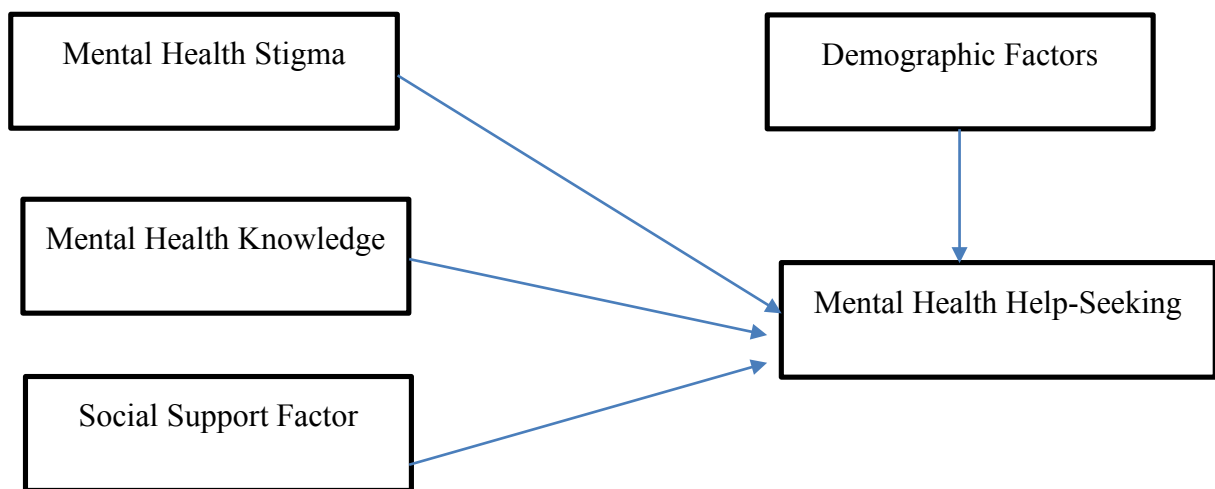 Mental Health Stigma
Demographic Factors
Mental Health Knowledge
Mental Health Help-Seeking
Social Support Factor